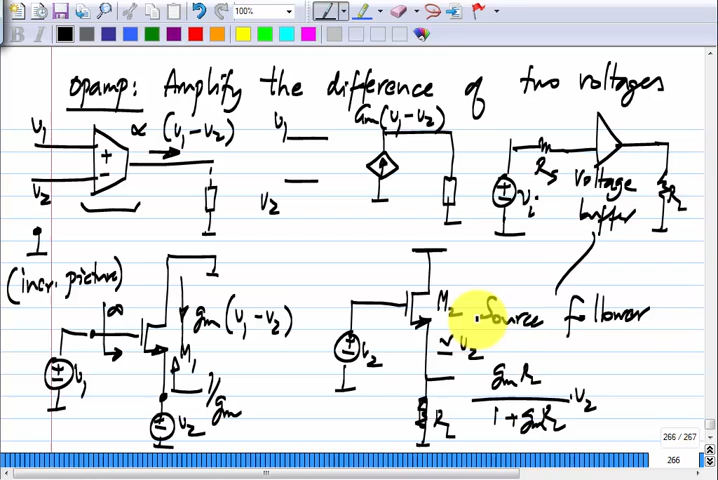 100%
opamp: Amplify the difference of two voltages
V1 ∝ (V1-V2) V1 Gm(V1-V2)
V2 V2 Rs Vi voltage buffer RL
(incr. picture) ∞ gm(V1-V2) M2 Source follower
V1 M1 1/gm V2 V2 ≃V2
RL gmRL / 1+gmRL ·V2
266 / 267
266